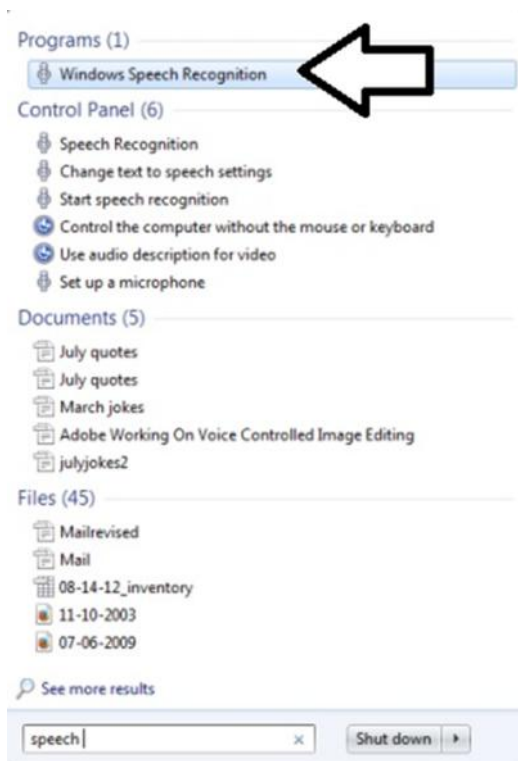 Programs (1)
Windows Speech Recognition
Control Panel (6)
Speech Recognition
Change text to speech settings
Start speech recognition
Control the computer without the mouse or keyboard
Use audio description for video
Set up a microphone
Documents (5)
July quotes
July quotes
March jokes
Adobe Working On Voice Controlled Image Editing
julyjokes2
Files (45)
Mailrevised
Mail
08-14-12_inventory
11-10-2003
07-06-2009
See more results
speech
Shut down